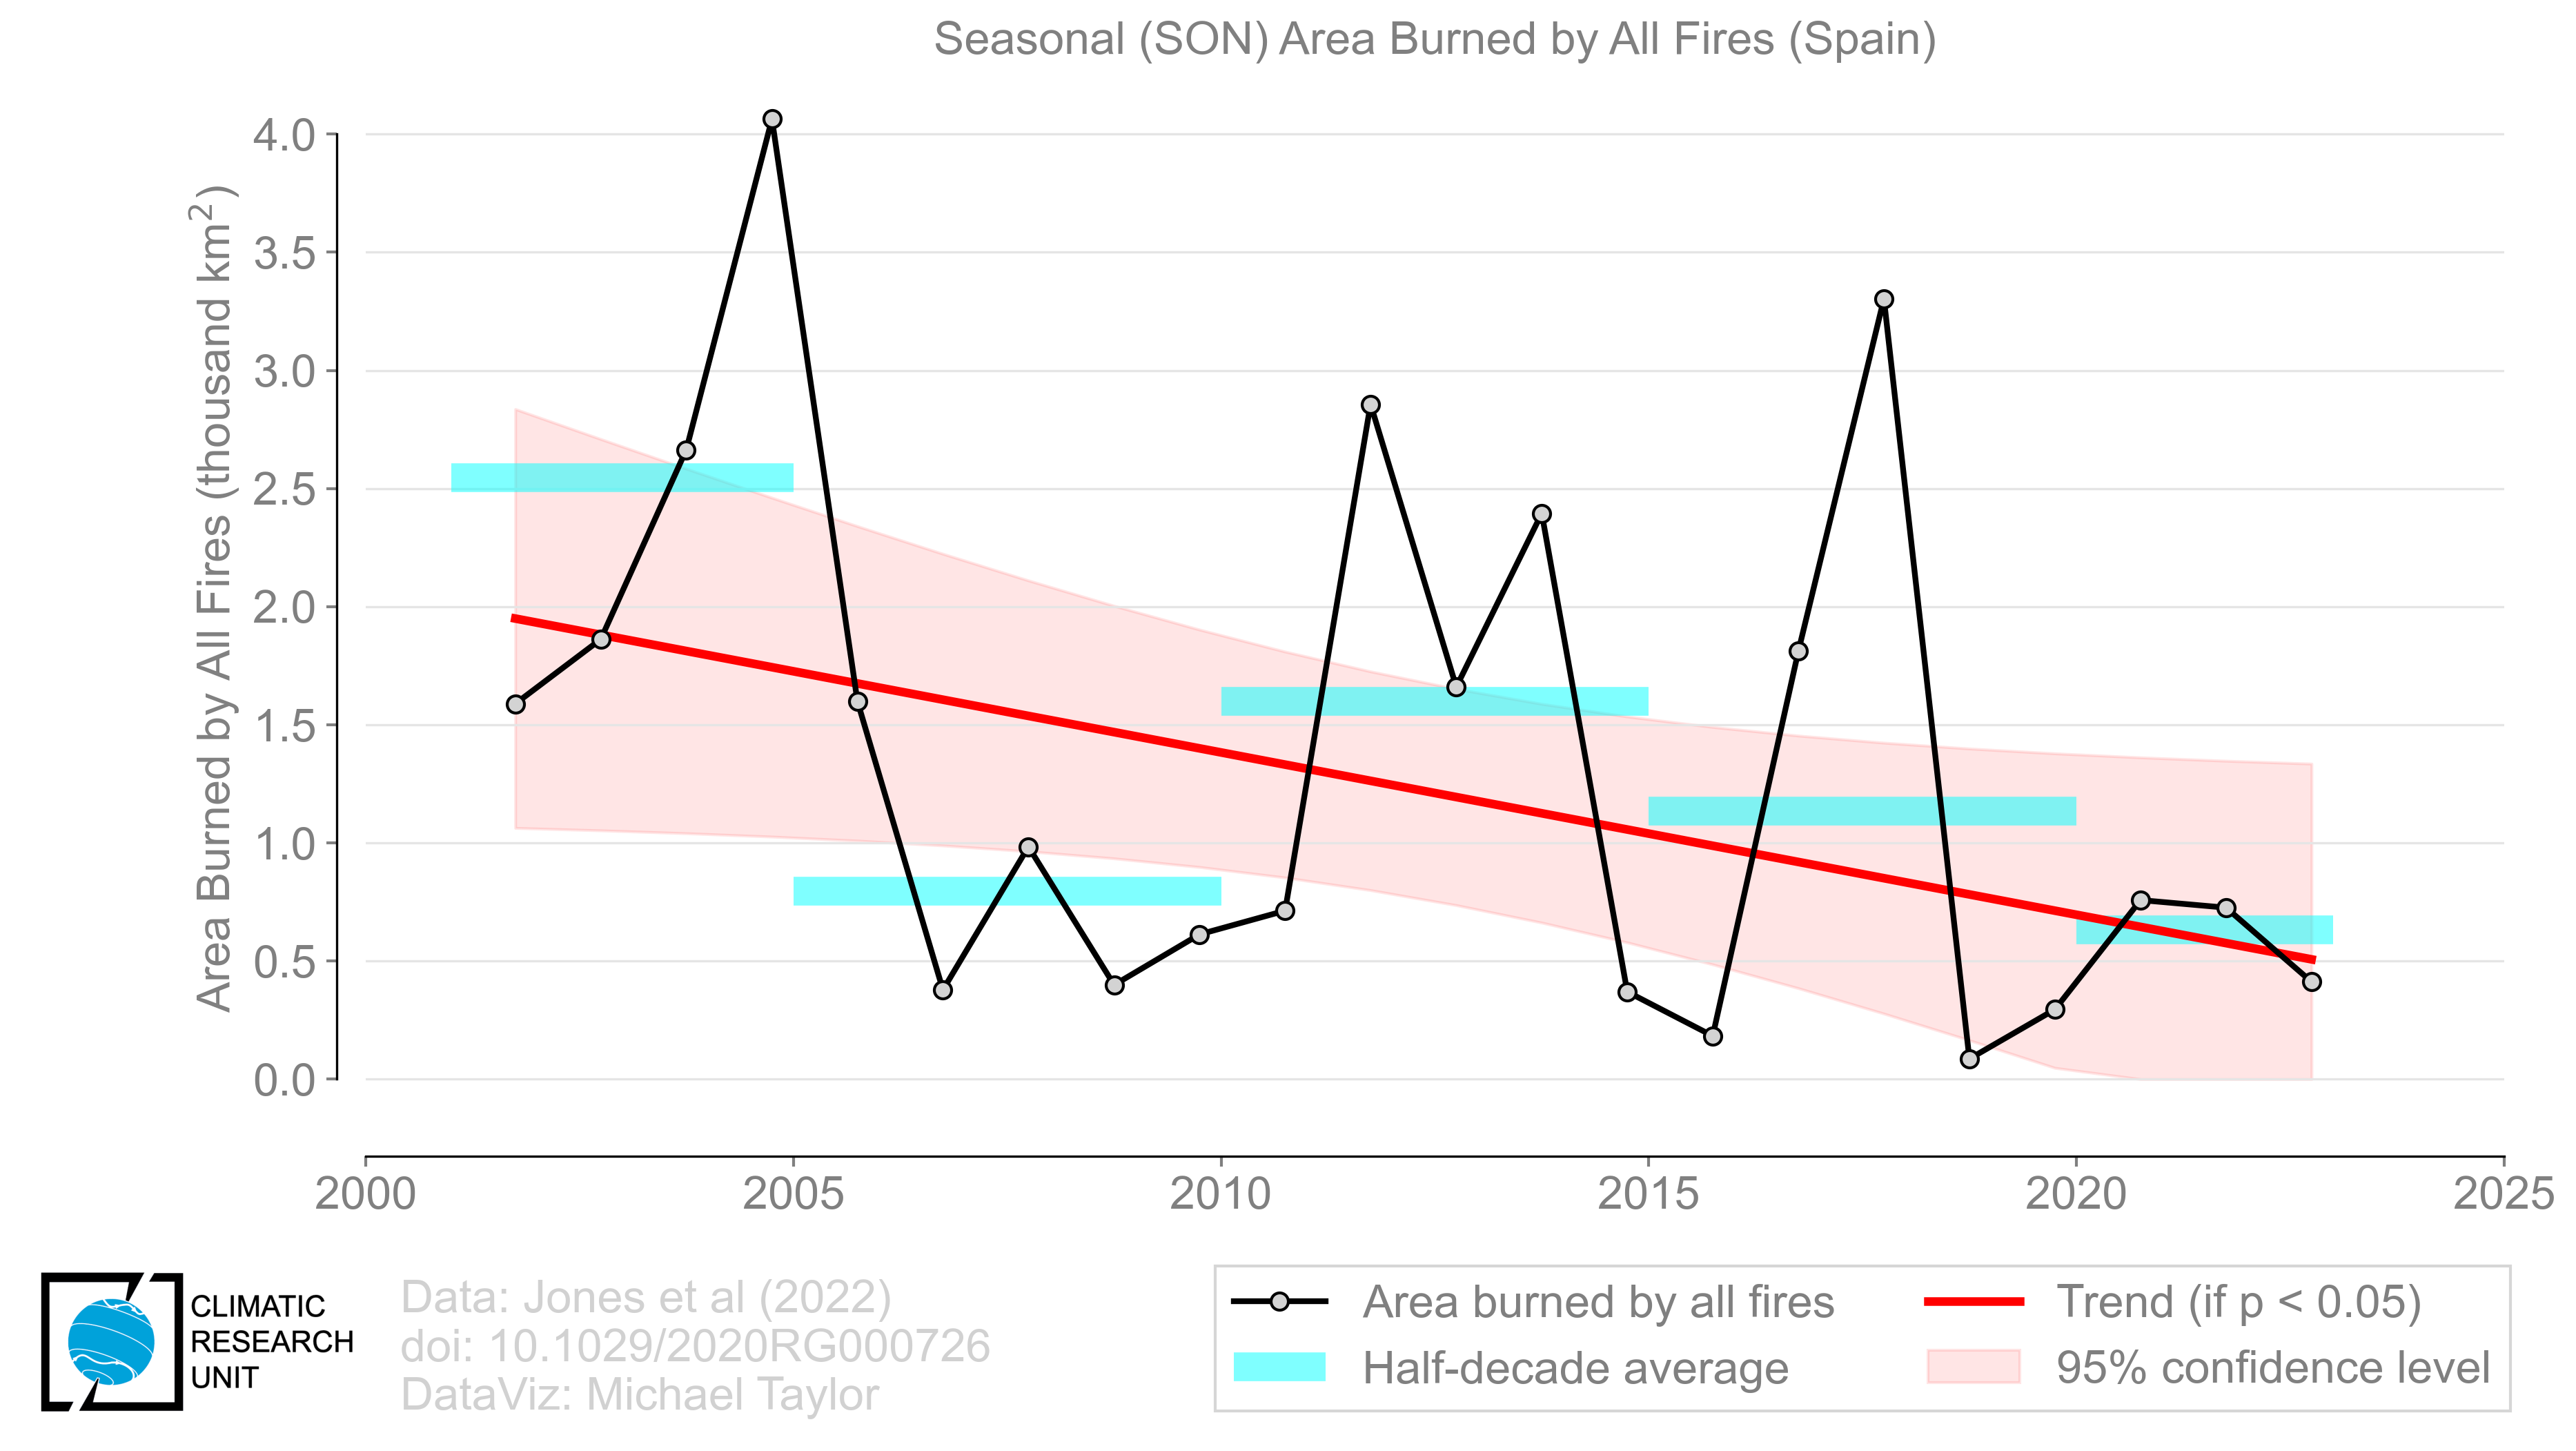 Seasonal (SON) Area Burned by All Fires (Spain)
Area Burned by All Fires (thousand km²)
4.0
3.5
3.0
2.5
2.0
1.5
1.0
0.5
0.0
2000 2005 2010 2015 2020 2025
CLIMATIC
RESEARCH
UNIT
Data: Jones et al (2022)
doi: 10.1029/2020RG000726
DataViz: Michael Taylor
Area burned by all fires
Half-decade average
Trend (if p < 0.05)
95% confidence level